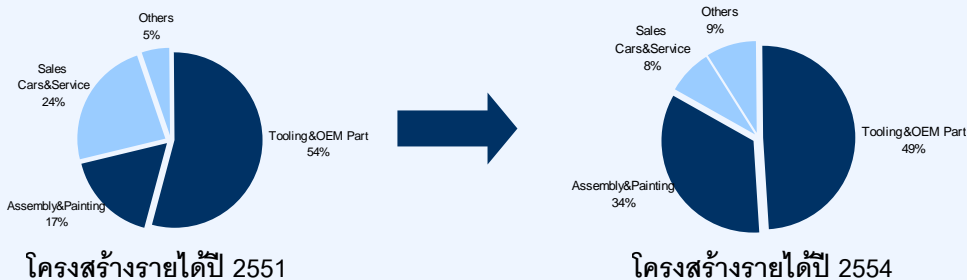 Others
5%
Sales
Cars&Service
24%
Tooling&OEM Part
54%
Assembly&Painting
17%
โครงสร้างรายได้ปี 2551
Others
9%
Sales
Cars&Service
8%
Tooling&OEM Part
49%
Assembly&Painting
34%
โครงสร้างรายได้ปี 2554